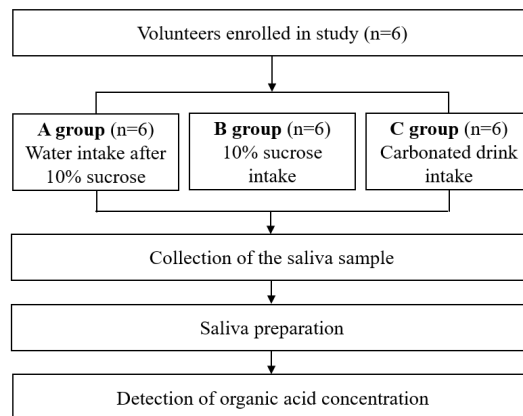 Volunteers enrolled in study (n=6)
A group (n=6)
Water intake after
10% sucrose
B group (n=6)
10% sucrose
intake
C group (n=6)
Carbonated drink
intake
Collection of the saliva sample
Saliva preparation
Detection of organic acid concentration